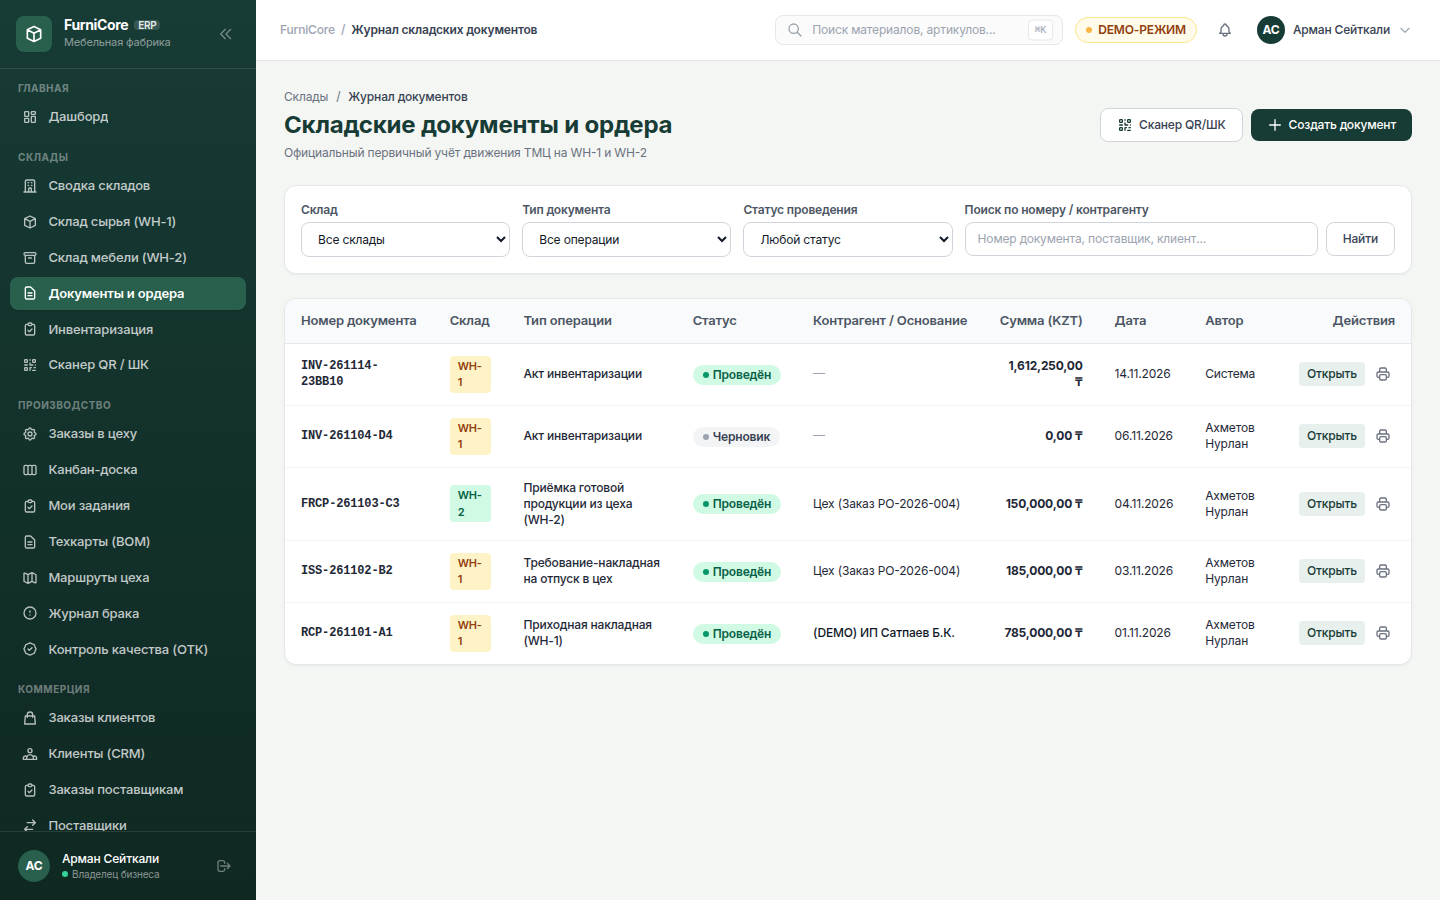 FurniCore ERP
Мебельная фабрика
ГЛАВНАЯ
Дашборд
СКЛАДЫ
Сводка складов
Склад сырья (WH-1)
Склад мебели (WH-2)
Документы и ордера
Инвентаризация
Сканер QR / ШК
ПРОИЗВОДСТВО
Заказы в цеху
Канбан-доска
Мои задания
Техкарты (BOM)
Маршруты цеха
Журнал брака
Контроль качества (ОТК)
КОММЕРЦИЯ
Заказы клиентов
Клиенты (CRM)
Заказы поставщикам
Поставщики
АС Арман Сейткали
Владелец бизнеса
FurniCore / Журнал складских документов
Поиск материалов, артикулов... ⌘K
DEMO-РЕЖИМ
АС Арман Сейткали
Склады / Журнал документов
Складские документы и ордера
Официальный первичный учёт движения ТМЦ на WH-1 и WH-2
Сканер QR/ШК
Создать документ
Склад Тип документа Статус проведения Поиск по номеру / контрагенту
Все склады Все операции Любой статус Номер документа, поставщик, клиент... Найти
Номер документа Склад Тип операции Статус Контрагент / Основание Сумма (KZT) Дата Автор Действия
INV-261114-
23BB10
WH-
1
Акт инвентаризации
Проведён
—
1,612,250,00
₸
14.11.2026
Система
Открыть
INV-261104-D4
WH-
1
Акт инвентаризации
Черновик
—
0,00 ₸
06.11.2026
Ахметов
Нурлан
Открыть
FRCP-261103-C3
WH-
2
Приёмка готовой
продукции из цеха
(WH-2)
Проведён
Цех (Заказ PO-2026-004)
150,000,00 ₸
04.11.2026
Ахметов
Нурлан
Открыть
ISS-261102-B2
WH-
1
Требование-накладная
на отпуск в цех
Проведён
Цех (Заказ PO-2026-004)
185,000,00 ₸
03.11.2026
Ахметов
Нурлан
Открыть
RCP-261101-A1
WH-
1
Приходная накладная
(WH-1)
Проведён
(DEMO) ИП Сатпаев Б.К.
785,000,00 ₸
01.11.2026
Ахметов
Нурлан
Открыть